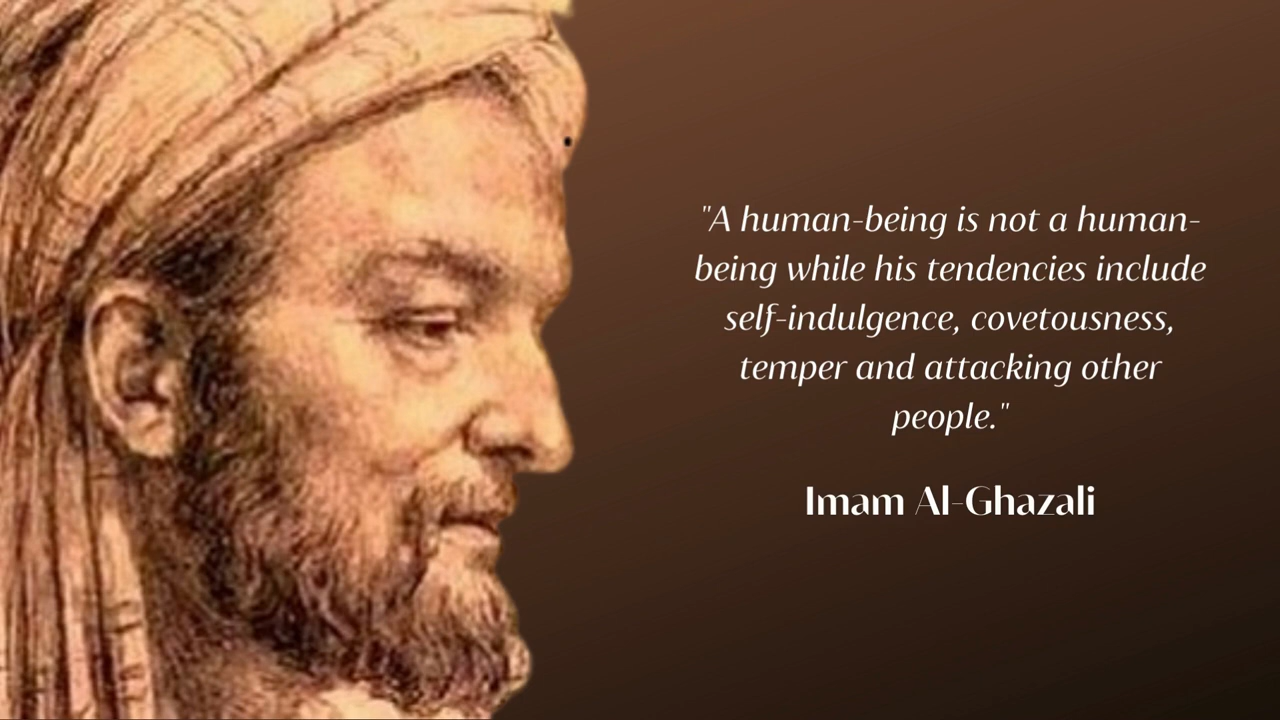 "A human-being is not a human-
being while his tendencies include
self-indulgence, covetousness,
temper and attacking other
people."
Imam Al-Ghazali